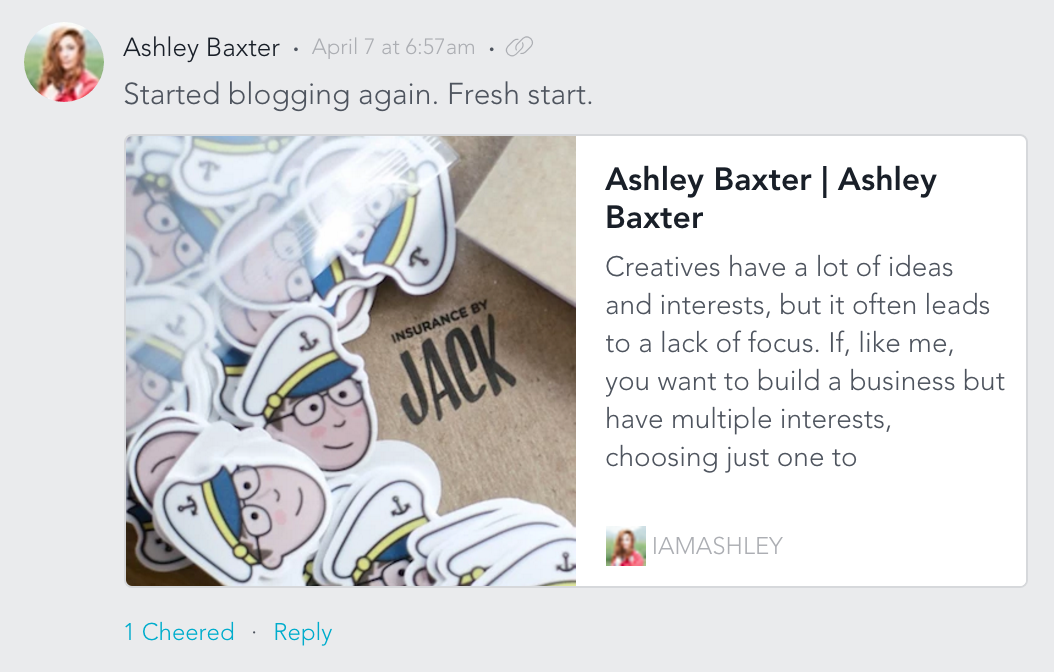 Ashley Baxter · April 7 at 6:57am ·
Started blogging again. Fresh start.
INSURANCE BY
JACK
Ashley Baxter | Ashley
Baxter
Creatives have a lot of ideas
and interests, but it often leads
to a lack of focus. If, like me,
you want to build a business but
have multiple interests,
choosing just one to
IAMASHLEY
1 Cheered · Reply